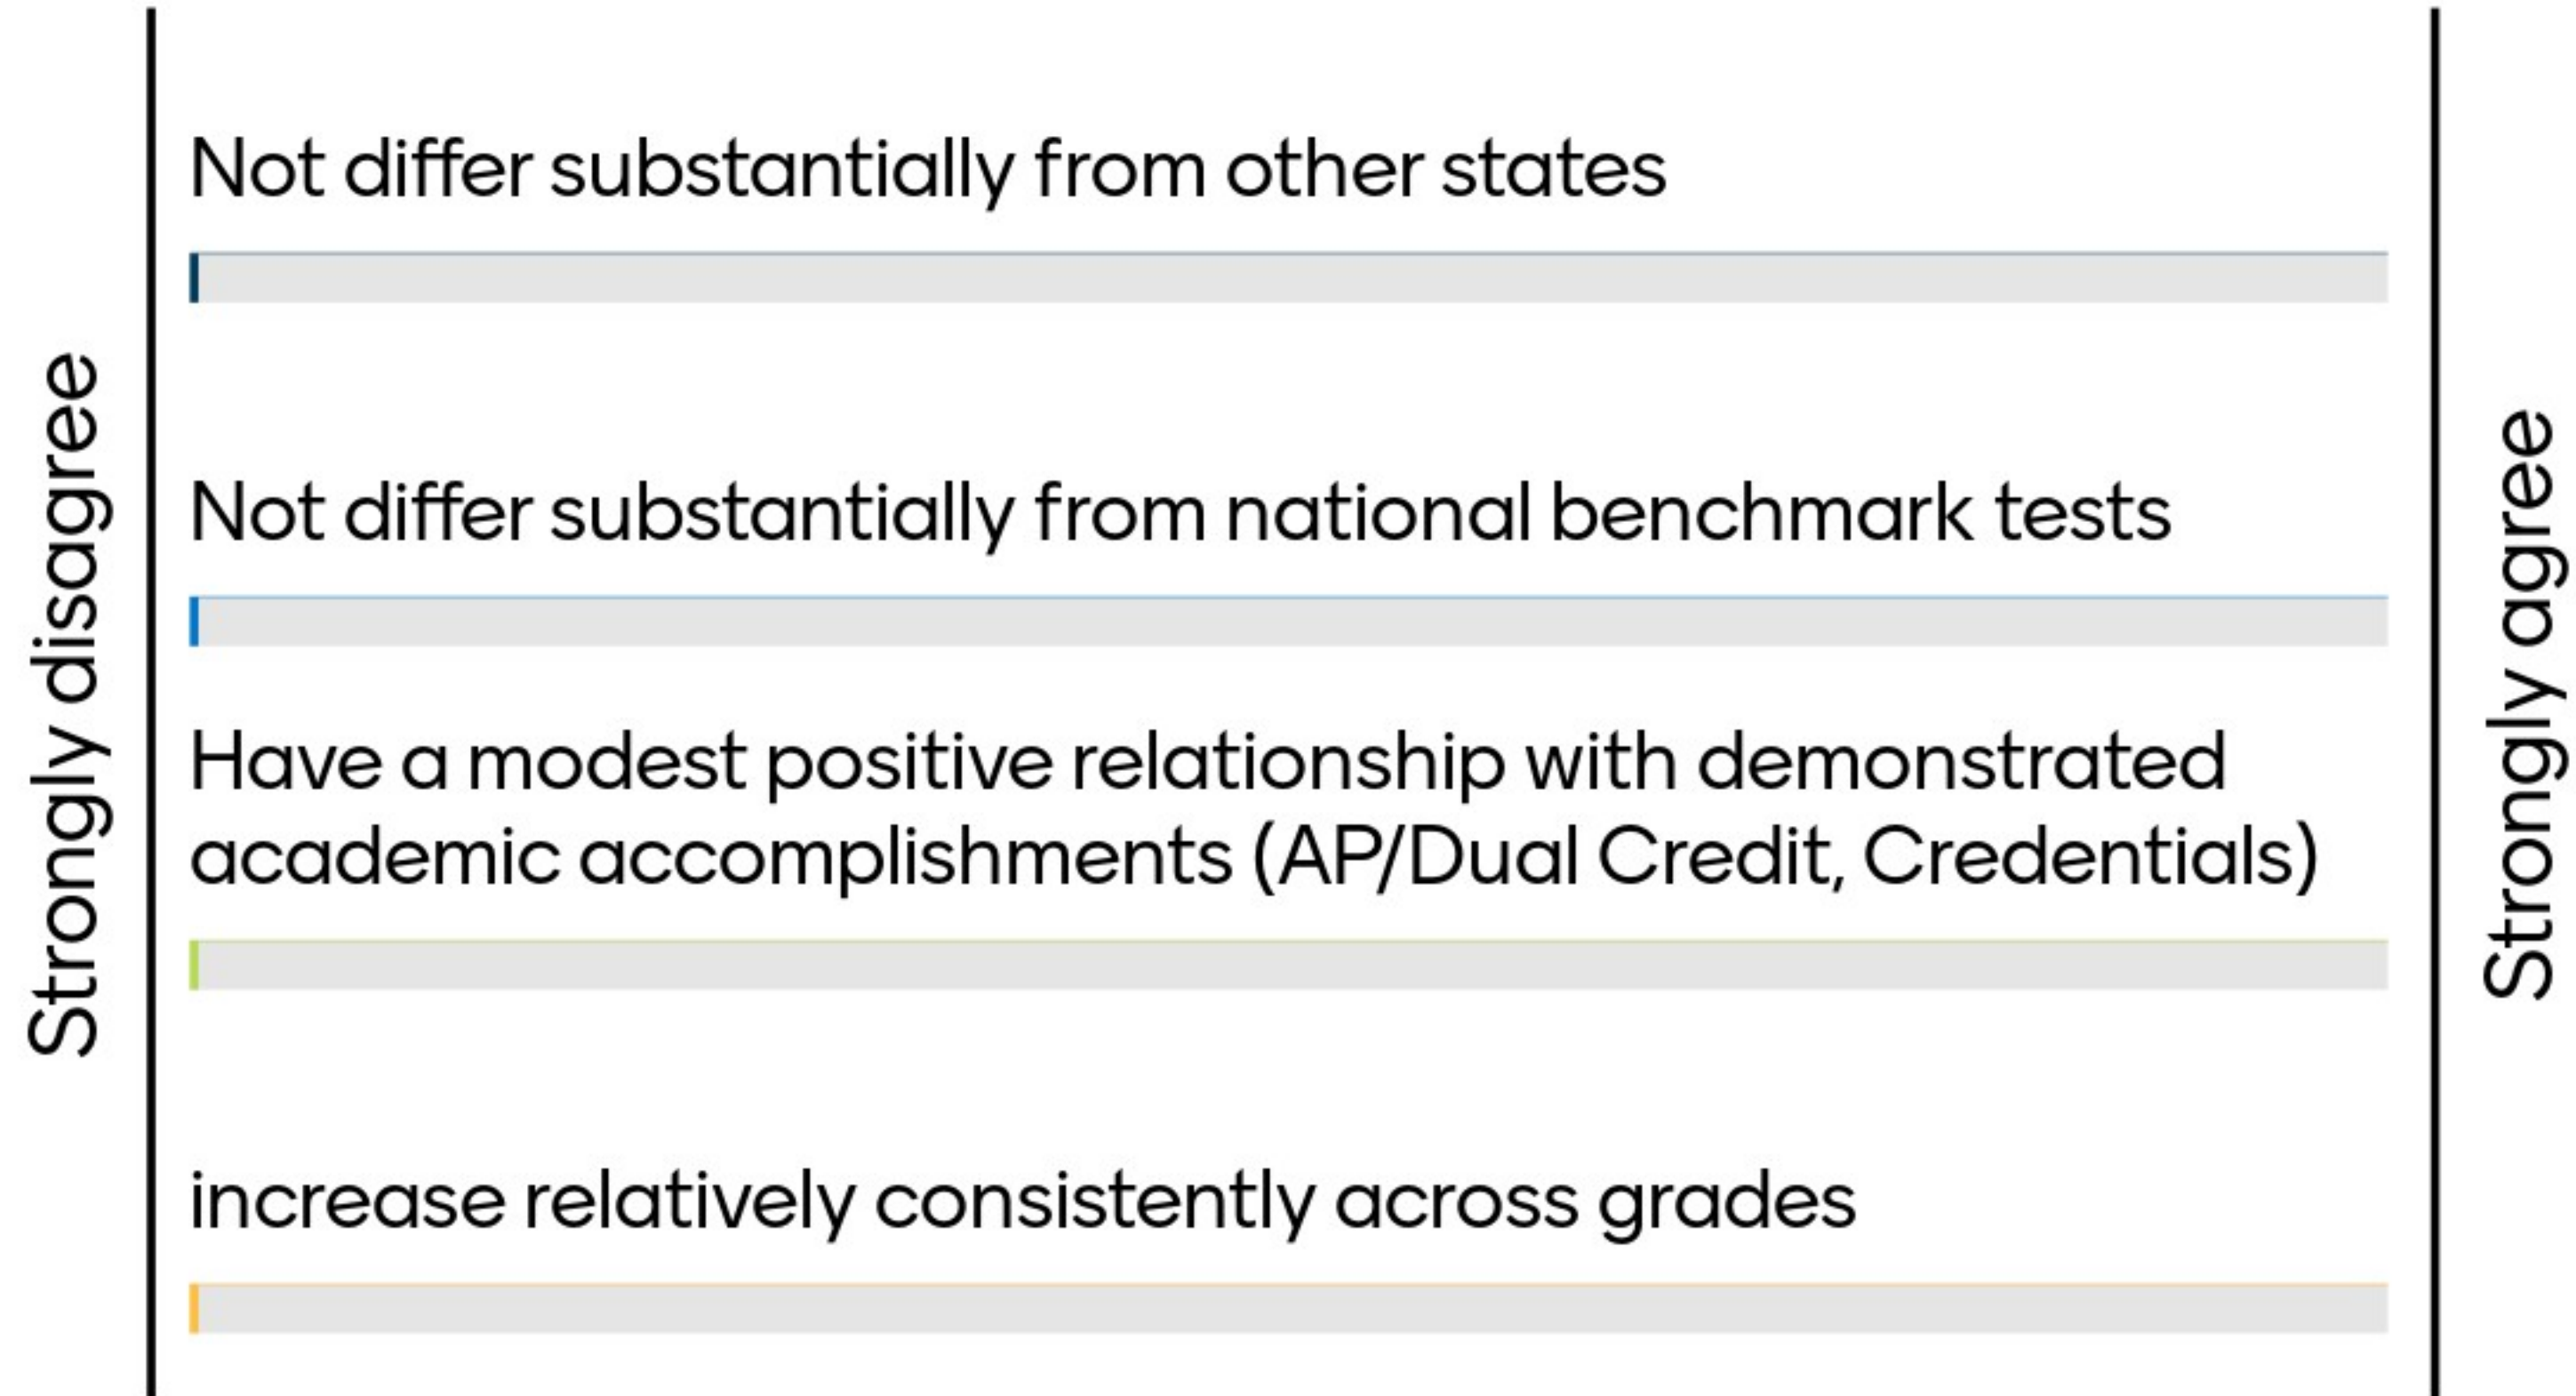 Strongly disagree
Not differ substantially from other states
Not differ substantially from national benchmark tests
Have a modest positive relationship with demonstrated
academic accomplishments (AP/Dual Credit, Credentials)
increase relatively consistently across grades
Strongly agree